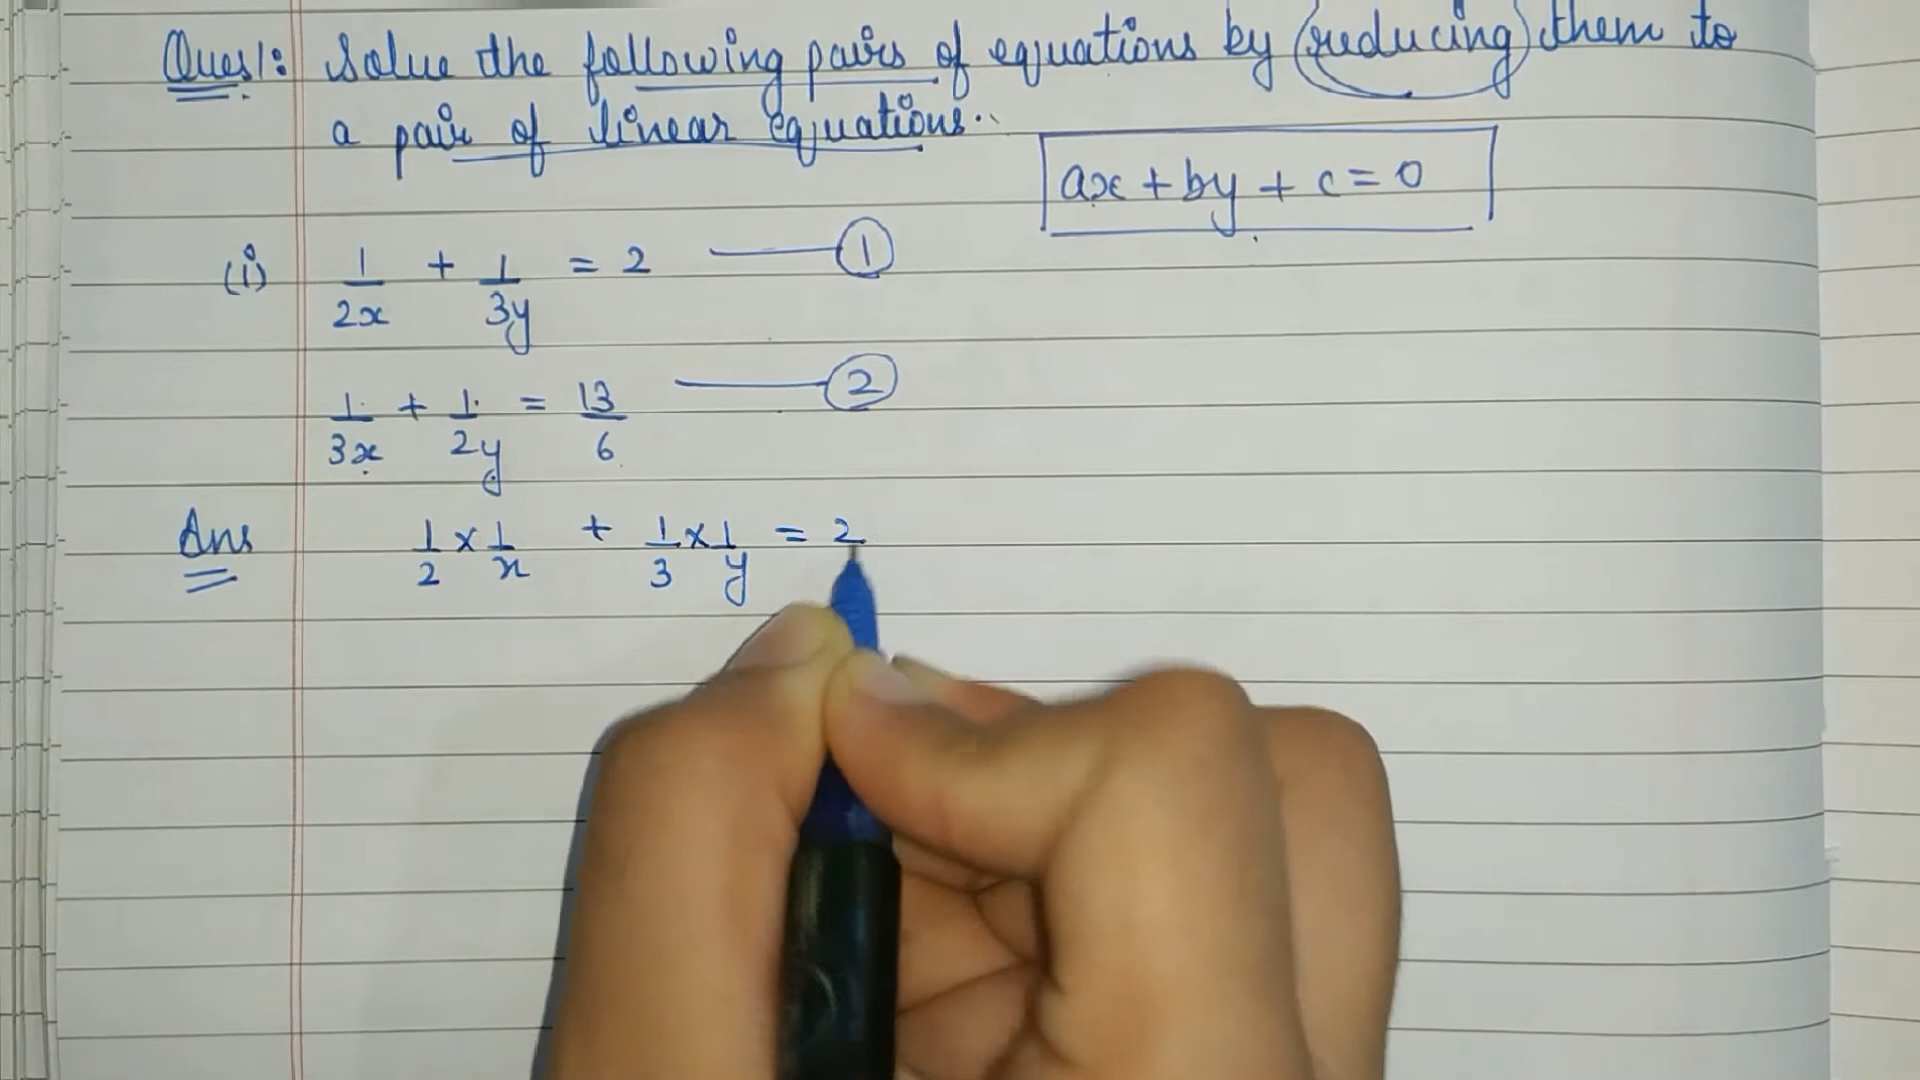 Ques1: Solve the following pairs of equations by (reducing) them to
a pair of linear equations..
ax + by + c = 0
(i) 1/2x + 1/3y = 2 —— ①
1/3x + 1/2y = 13/6 —— ②
Ans 1/2 × 1/x + 1/3 × 1/y = 2